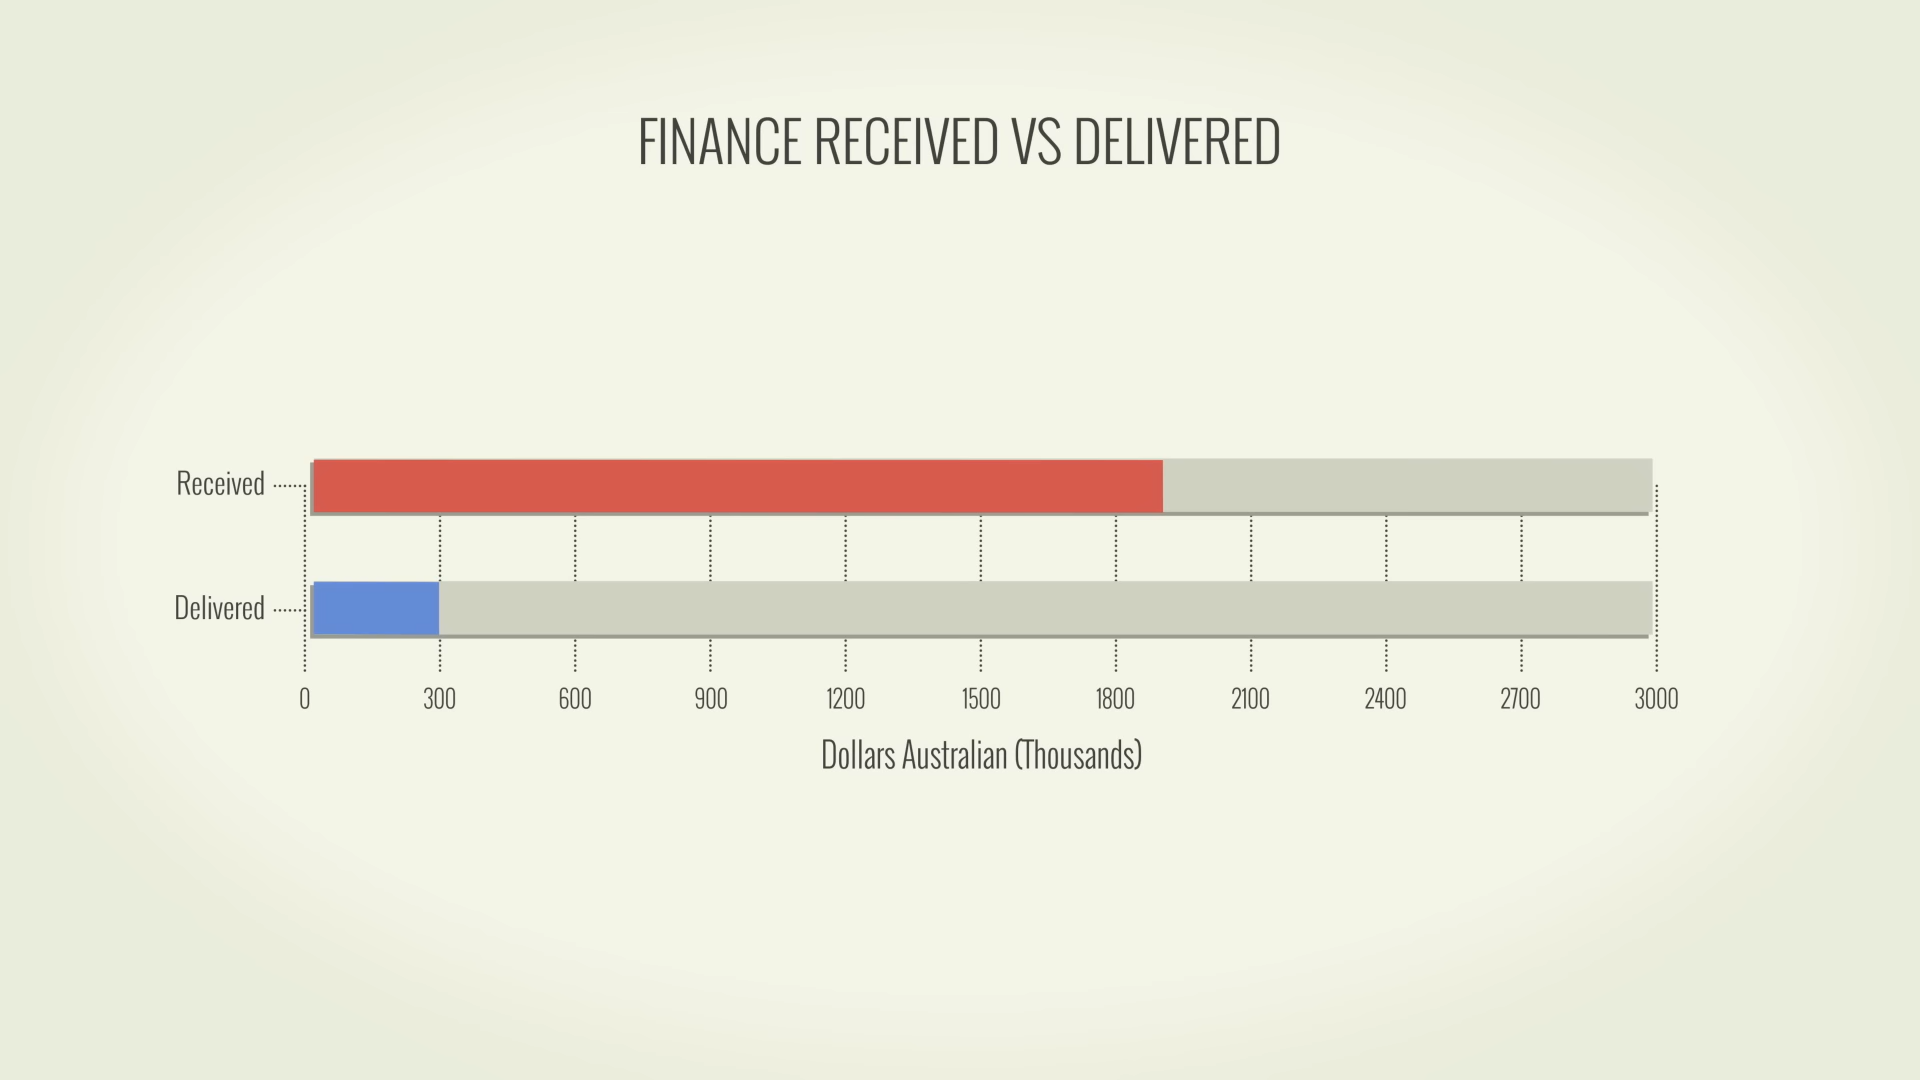 FINANCE RECEIVED VS DELIVERED
Received
Delivered
0 300 600 900 1200 1500 1800 2100 2400 2700 3000
Dollars Australian (Thousands)